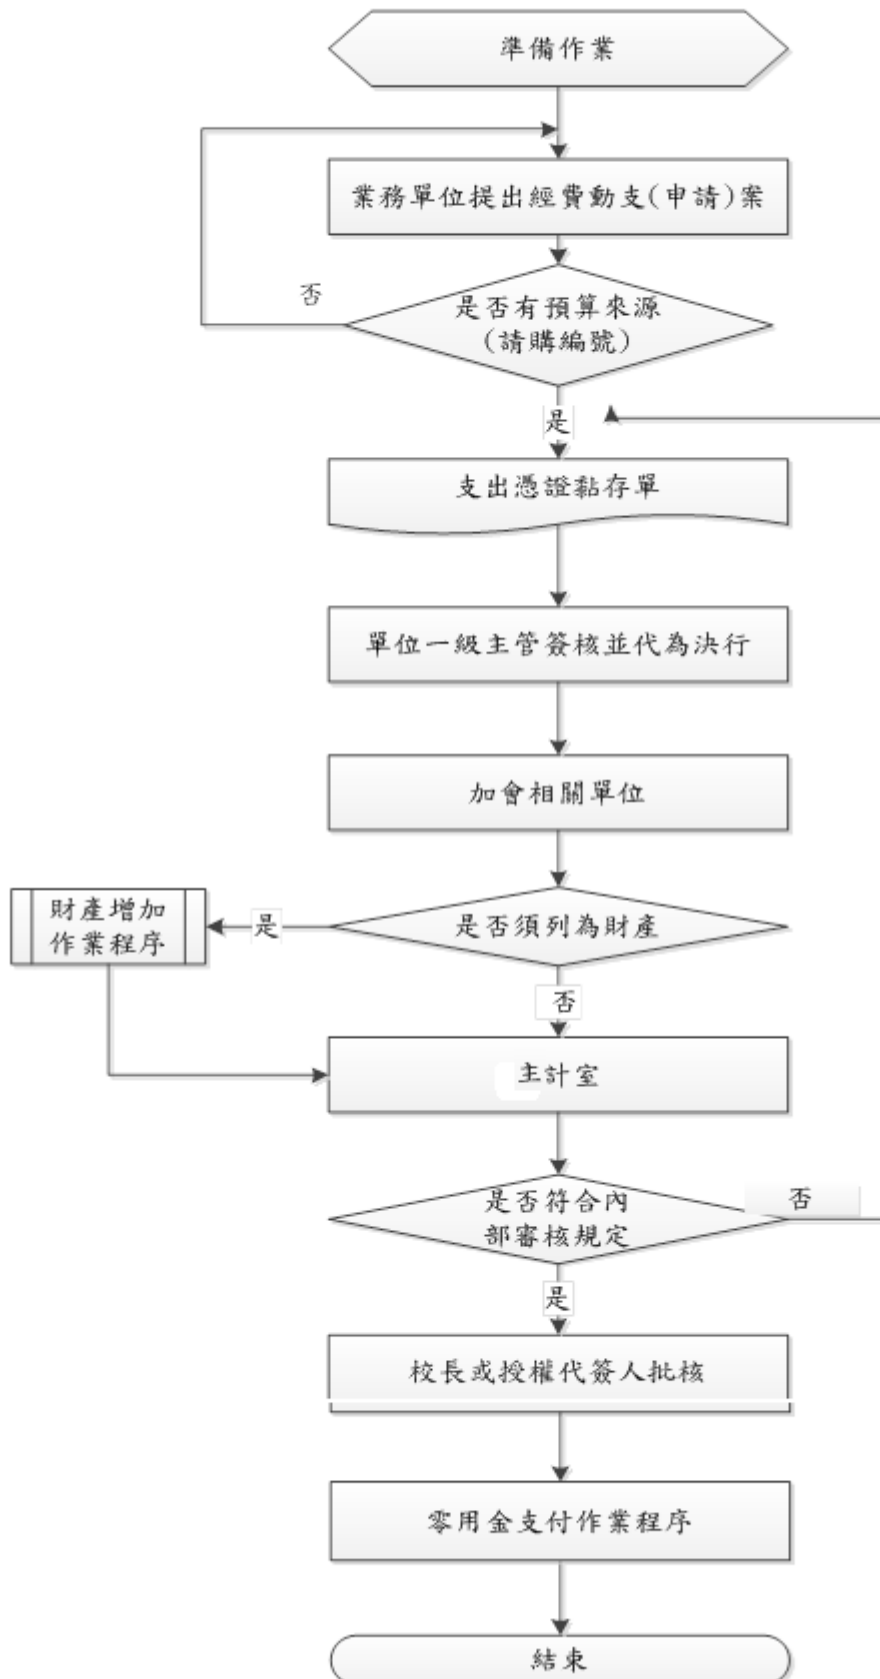 準備作業
業務單位提出經費動支(申請)案
否
是否有預算來源
(請購編號)
是
支出憑證黏存單
單位一級主管簽核並代為決行
加會相關單位
財產增加
作業程序
是
是否須列為財產
否
主計室
是否符合內
部審核規定
否
是
校長或授權代簽人批核
零用金支付作業程序
結束